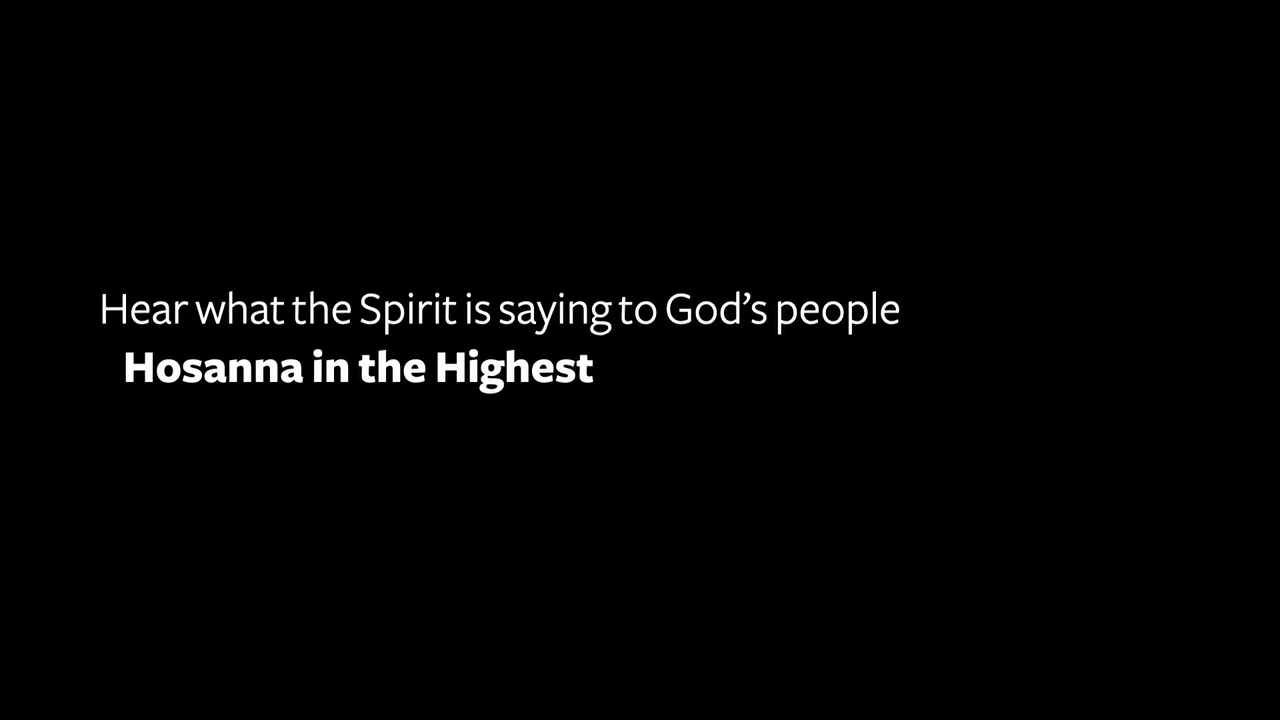 Hear what the Spirit is saying to God’s people
Hosanna in the Highest